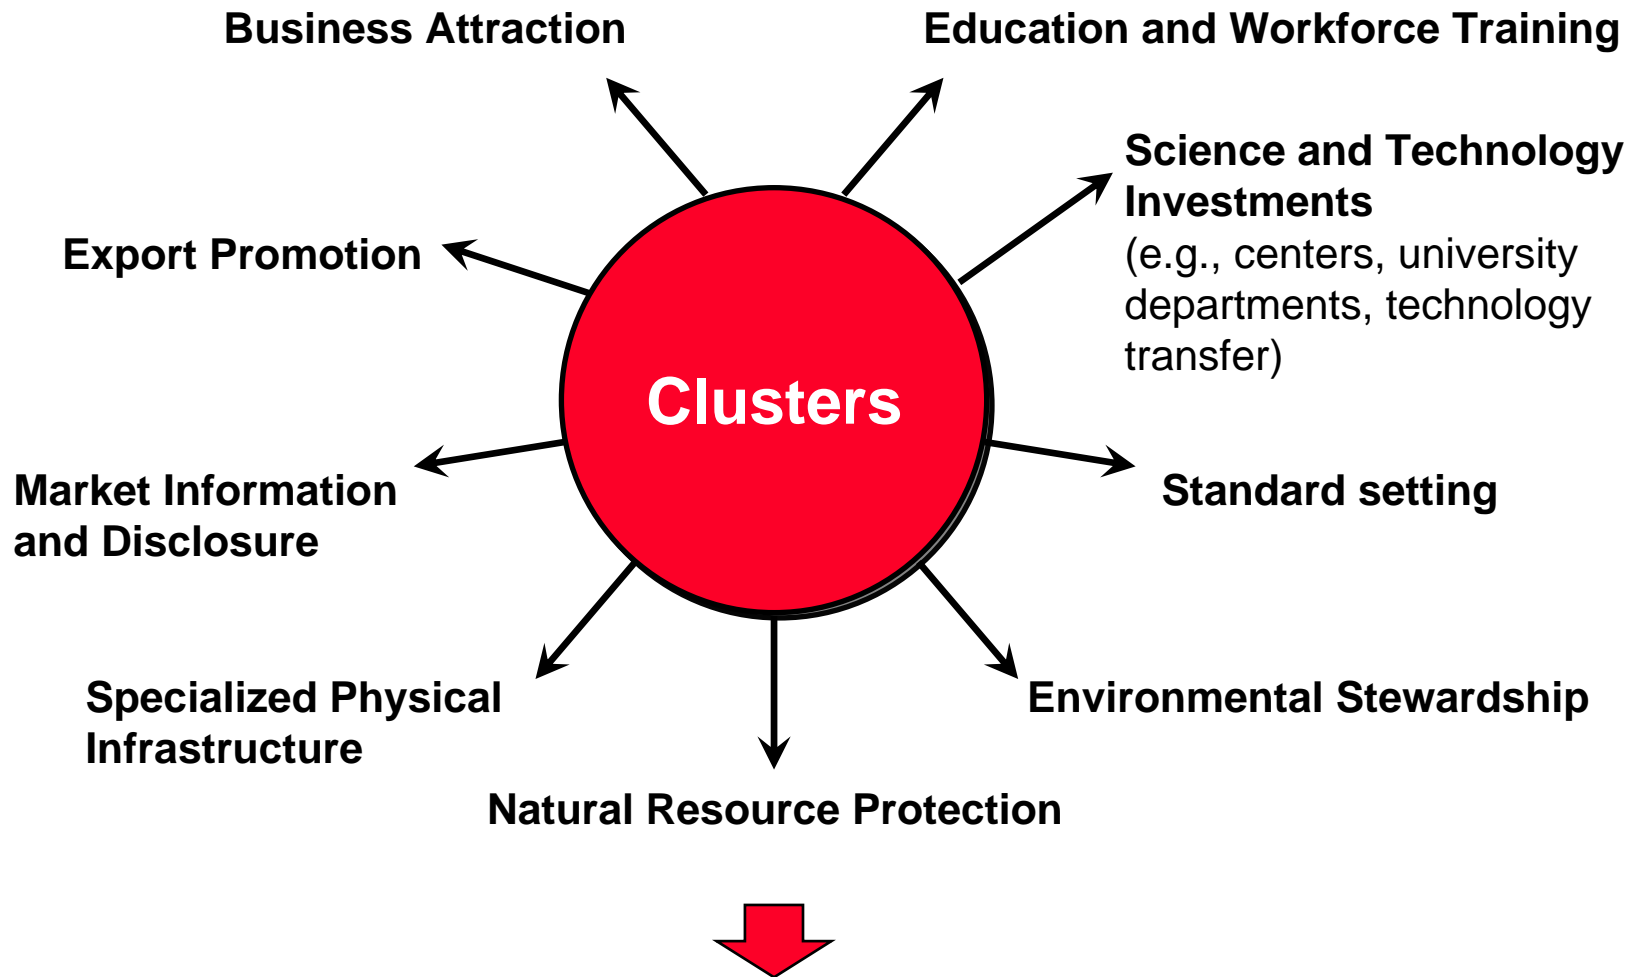 Business Attraction
Education and Workforce Training
Science and Technology
Investments
(e.g., centers, university
departments, technology
transfer)
Export Promotion
Clusters
Market Information
and Disclosure
Standard setting
Specialized Physical
Infrastructure
Environmental Stewardship
Natural Resource Protection